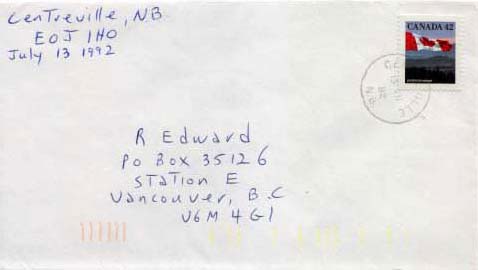 Centreville, NB
E0J 1H0
July 13 1992
CANADA 42
R Edward
PO Box 35126
Station E
Vancouver, B.C
V6M 4G1